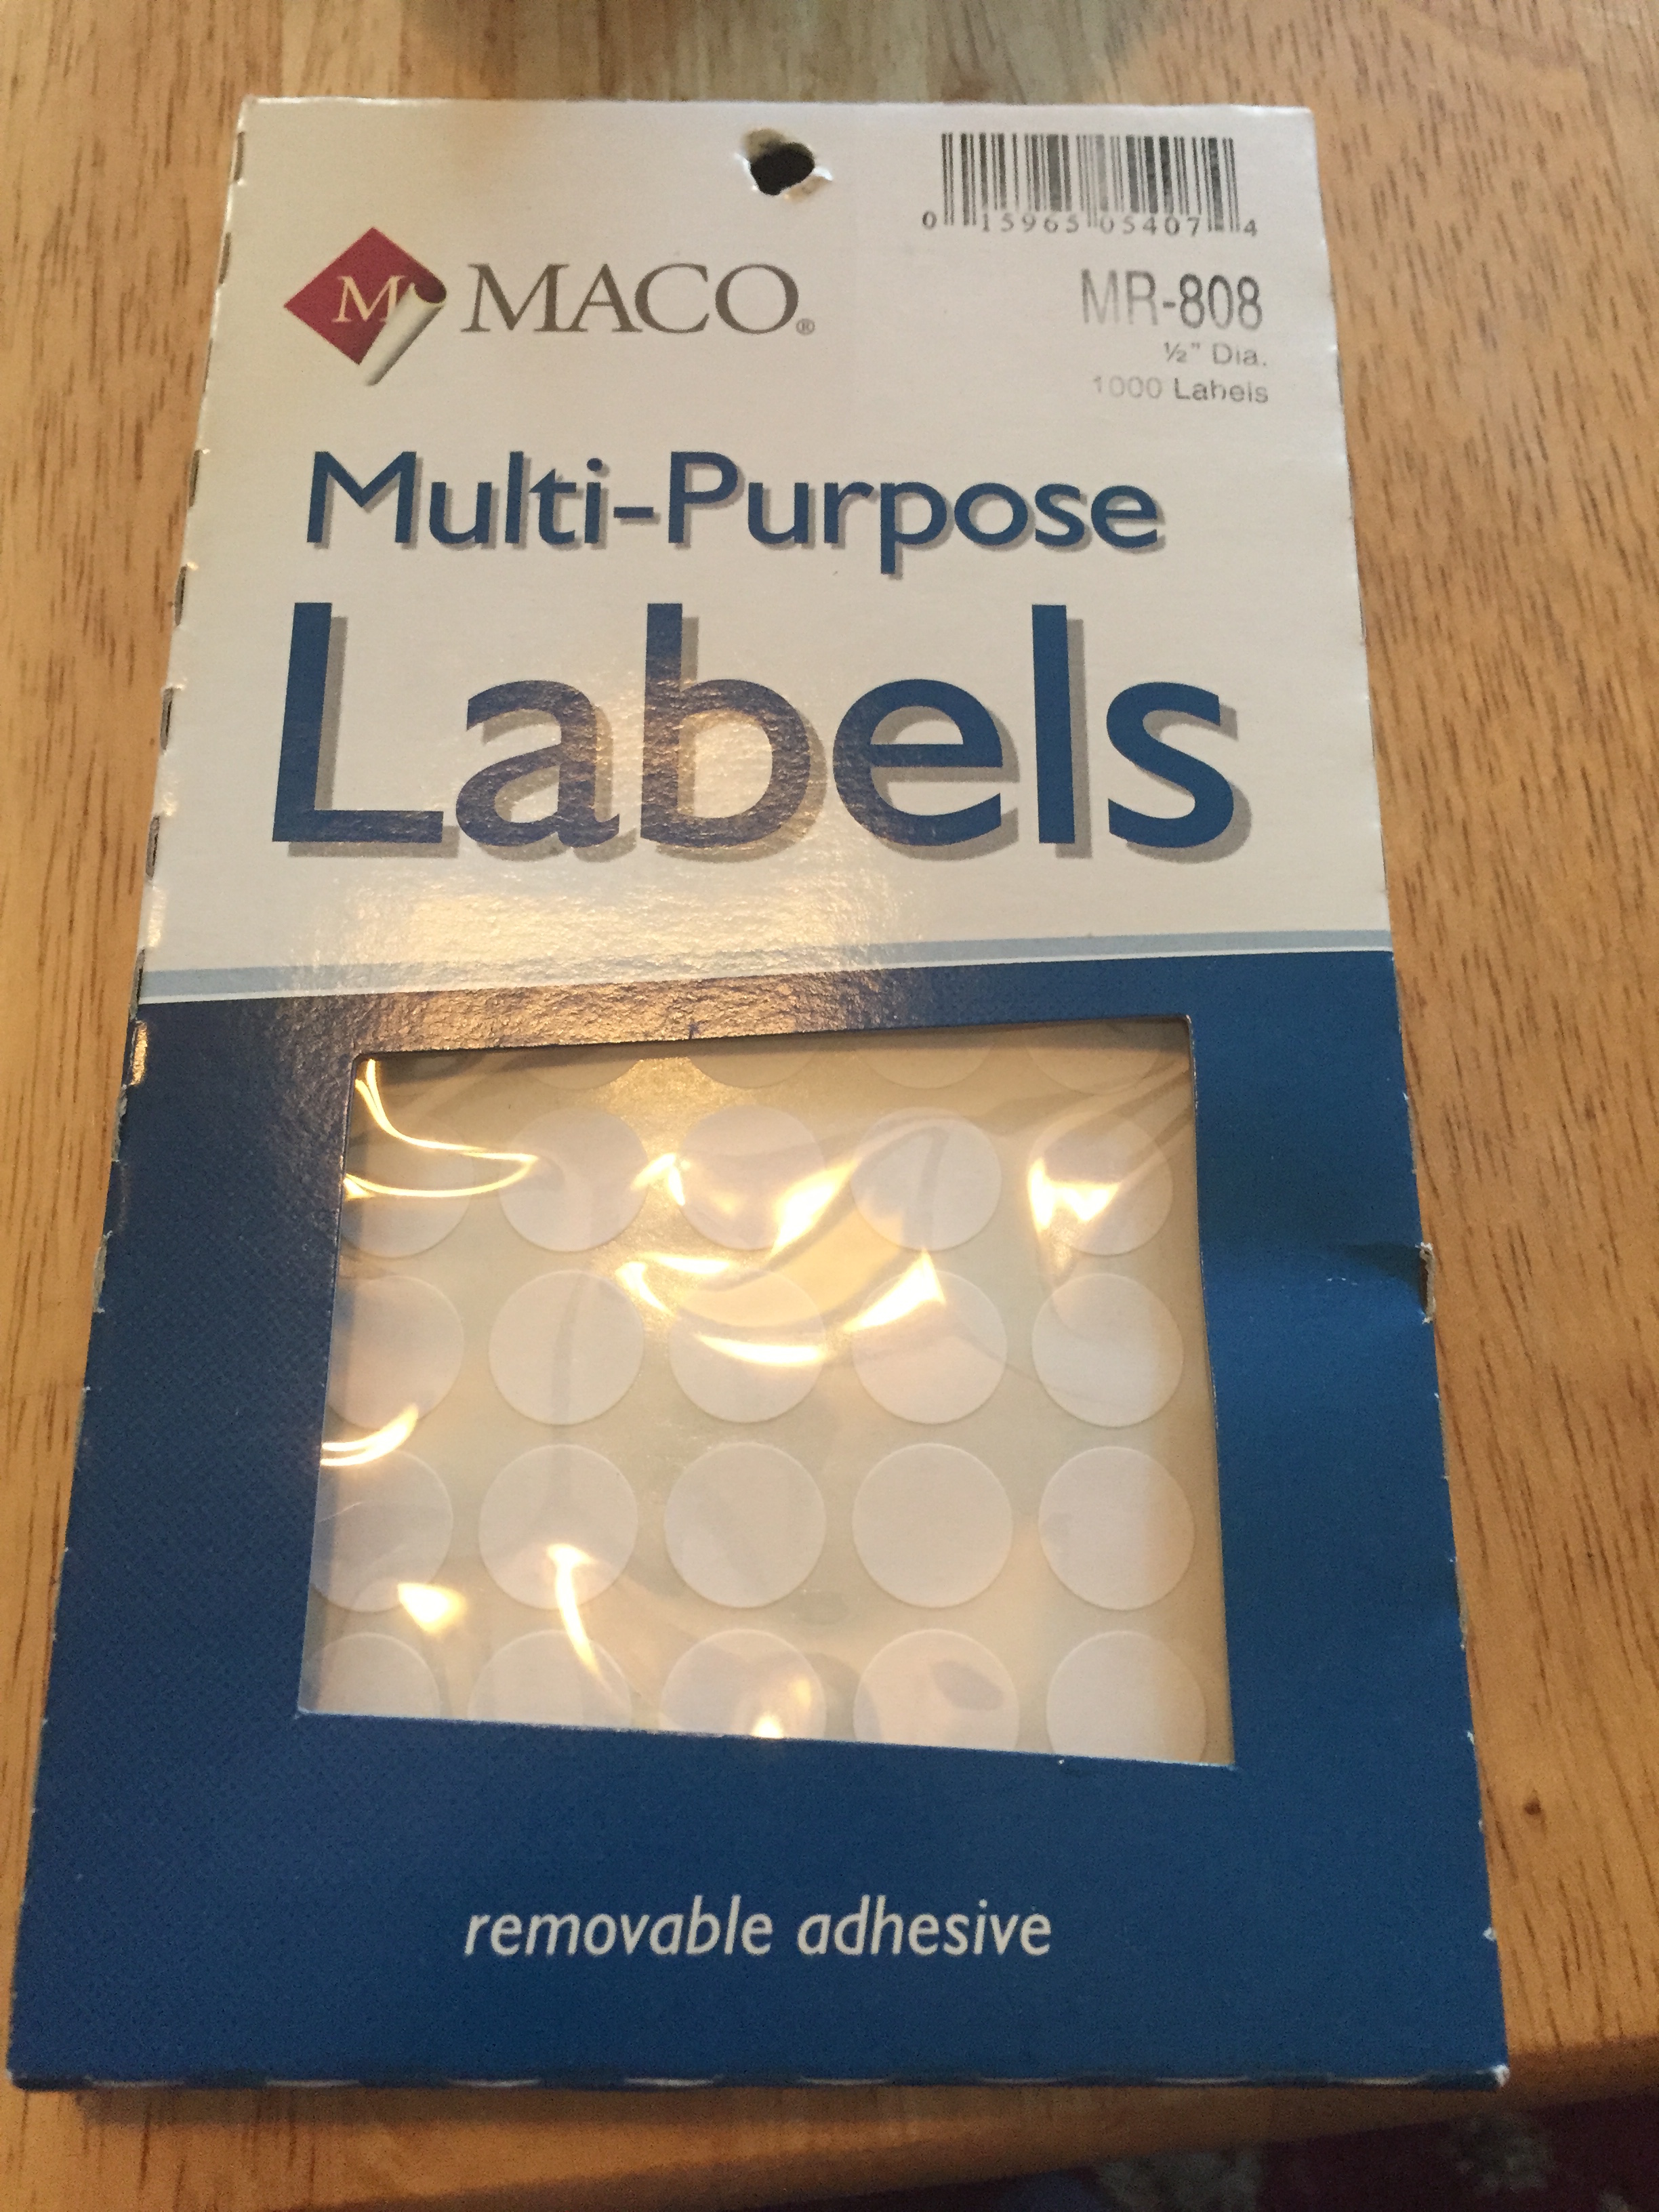 0 15965 05407 4
M MACO®
MR-808
½" Dia.
1000 Labels
Multi-Purpose
Labels
removable adhesive